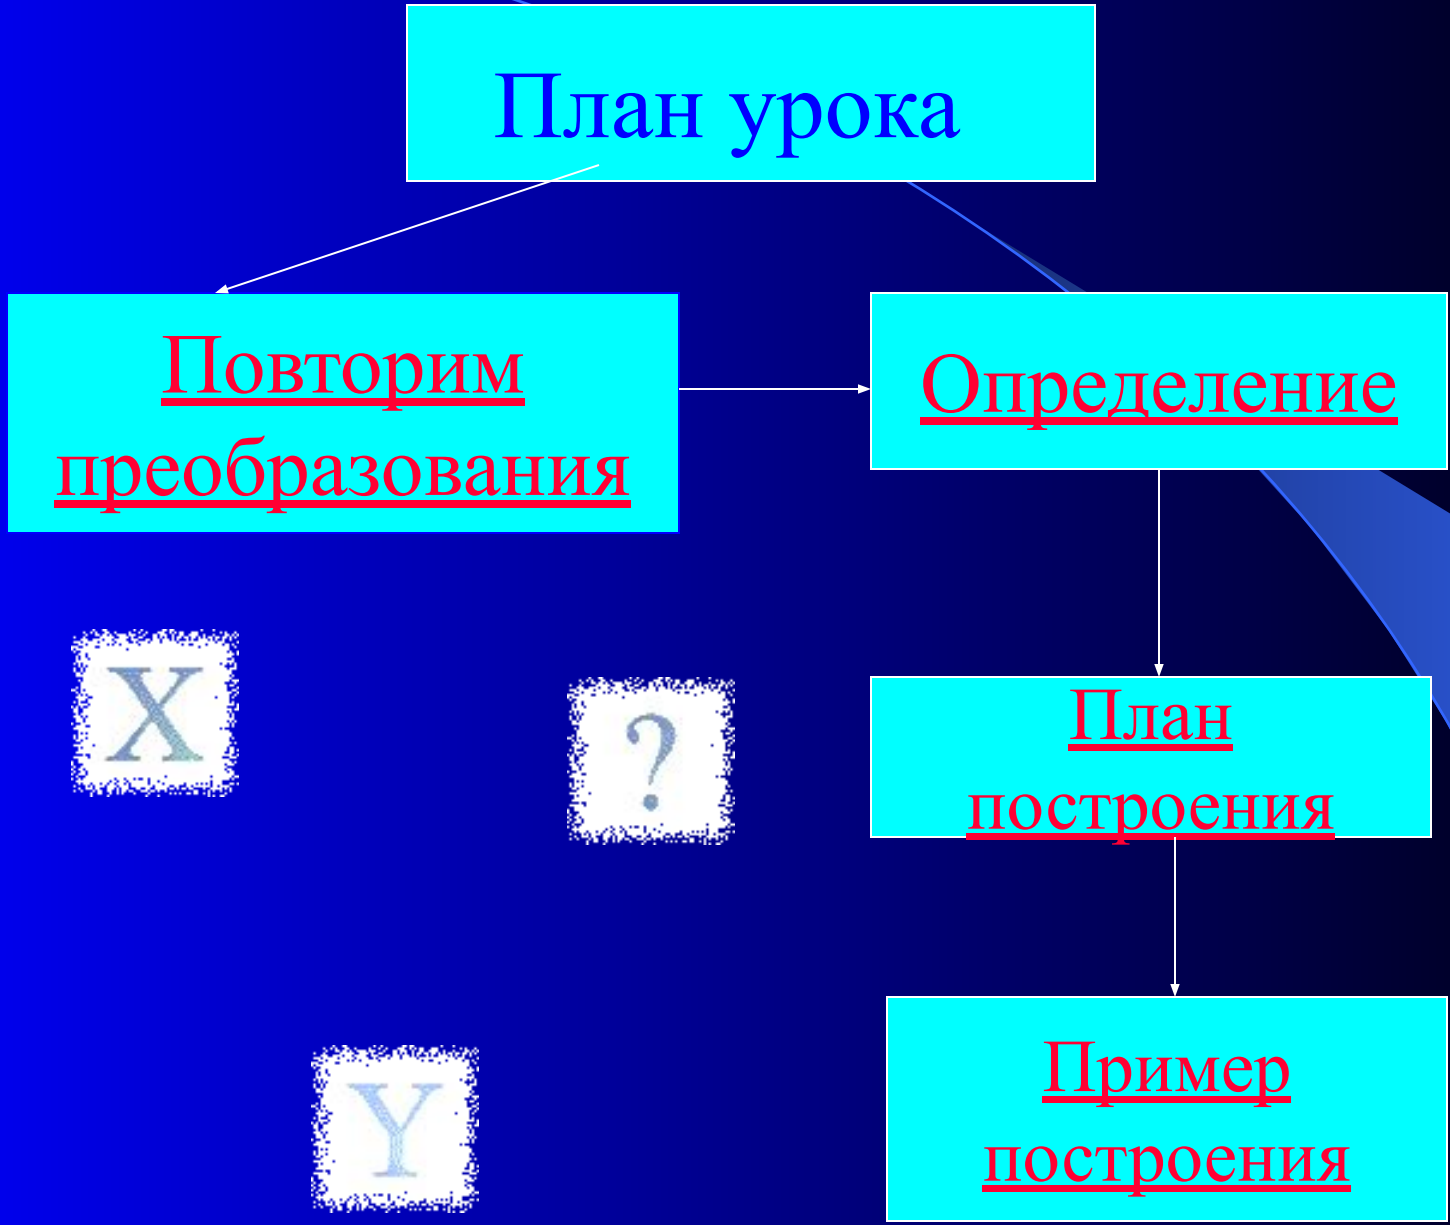 План урока
Повторим
преобразования
Определение
X
?
План
построения
Y
Пример
построения